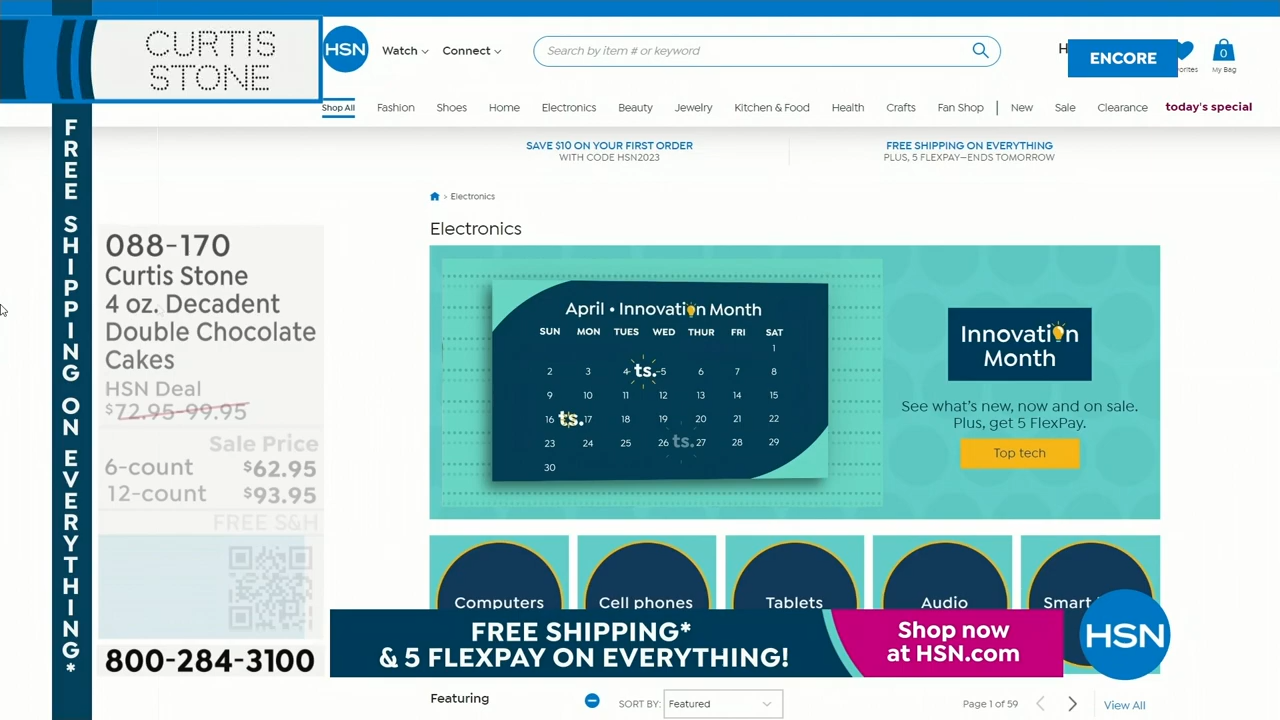 CURTIS
STONE
HSN
Watch
Connect
Search by item # or keyword
H
ENCORE
orites
0
My Bag
Shop All
Fashion
Shoes
Home
Electronics
Beauty
Jewelry
Kitchen & Food
Health
Crafts
Fan Shop
New
Sale
Clearance
today's special
SAVE $10 ON YOUR FIRST ORDER
WITH CODE HSN2023
FREE SHIPPING ON EVERYTHING
PLUS, 5 FLEXPAY—ENDS TOMORROW
FREE SHIPPING ON EVERYTHING*
088-170
Curtis Stone
4 oz. Decadent
Double Chocolate
Cakes
HSN Deal
$72.95-99.95
Sale Price
6-count $62.95
12-count $93.95
FREE S&H
800-284-3100
> Electronics
Electronics
April • Innovation Month
SUN MON TUES WED THUR FRI SAT
1
2 3 4 ts. 5 6 7 8
9 10 11 12 13 14 15
16 ts. 17 18 19 20 21 22
23 24 25 26 ts. 27 28 29
30
Innovation
Month
See what's new, now and on sale.
Plus, get 5 FlexPay.
Top tech
Computers
Cell phones
Tablets
Audio
Smart
FREE SHIPPING*
& 5 FLEXPAY ON EVERYTHING!
Shop now
at HSN.com
HSN
Featuring
SORT BY:
Featured
Page 1 of 59
View All